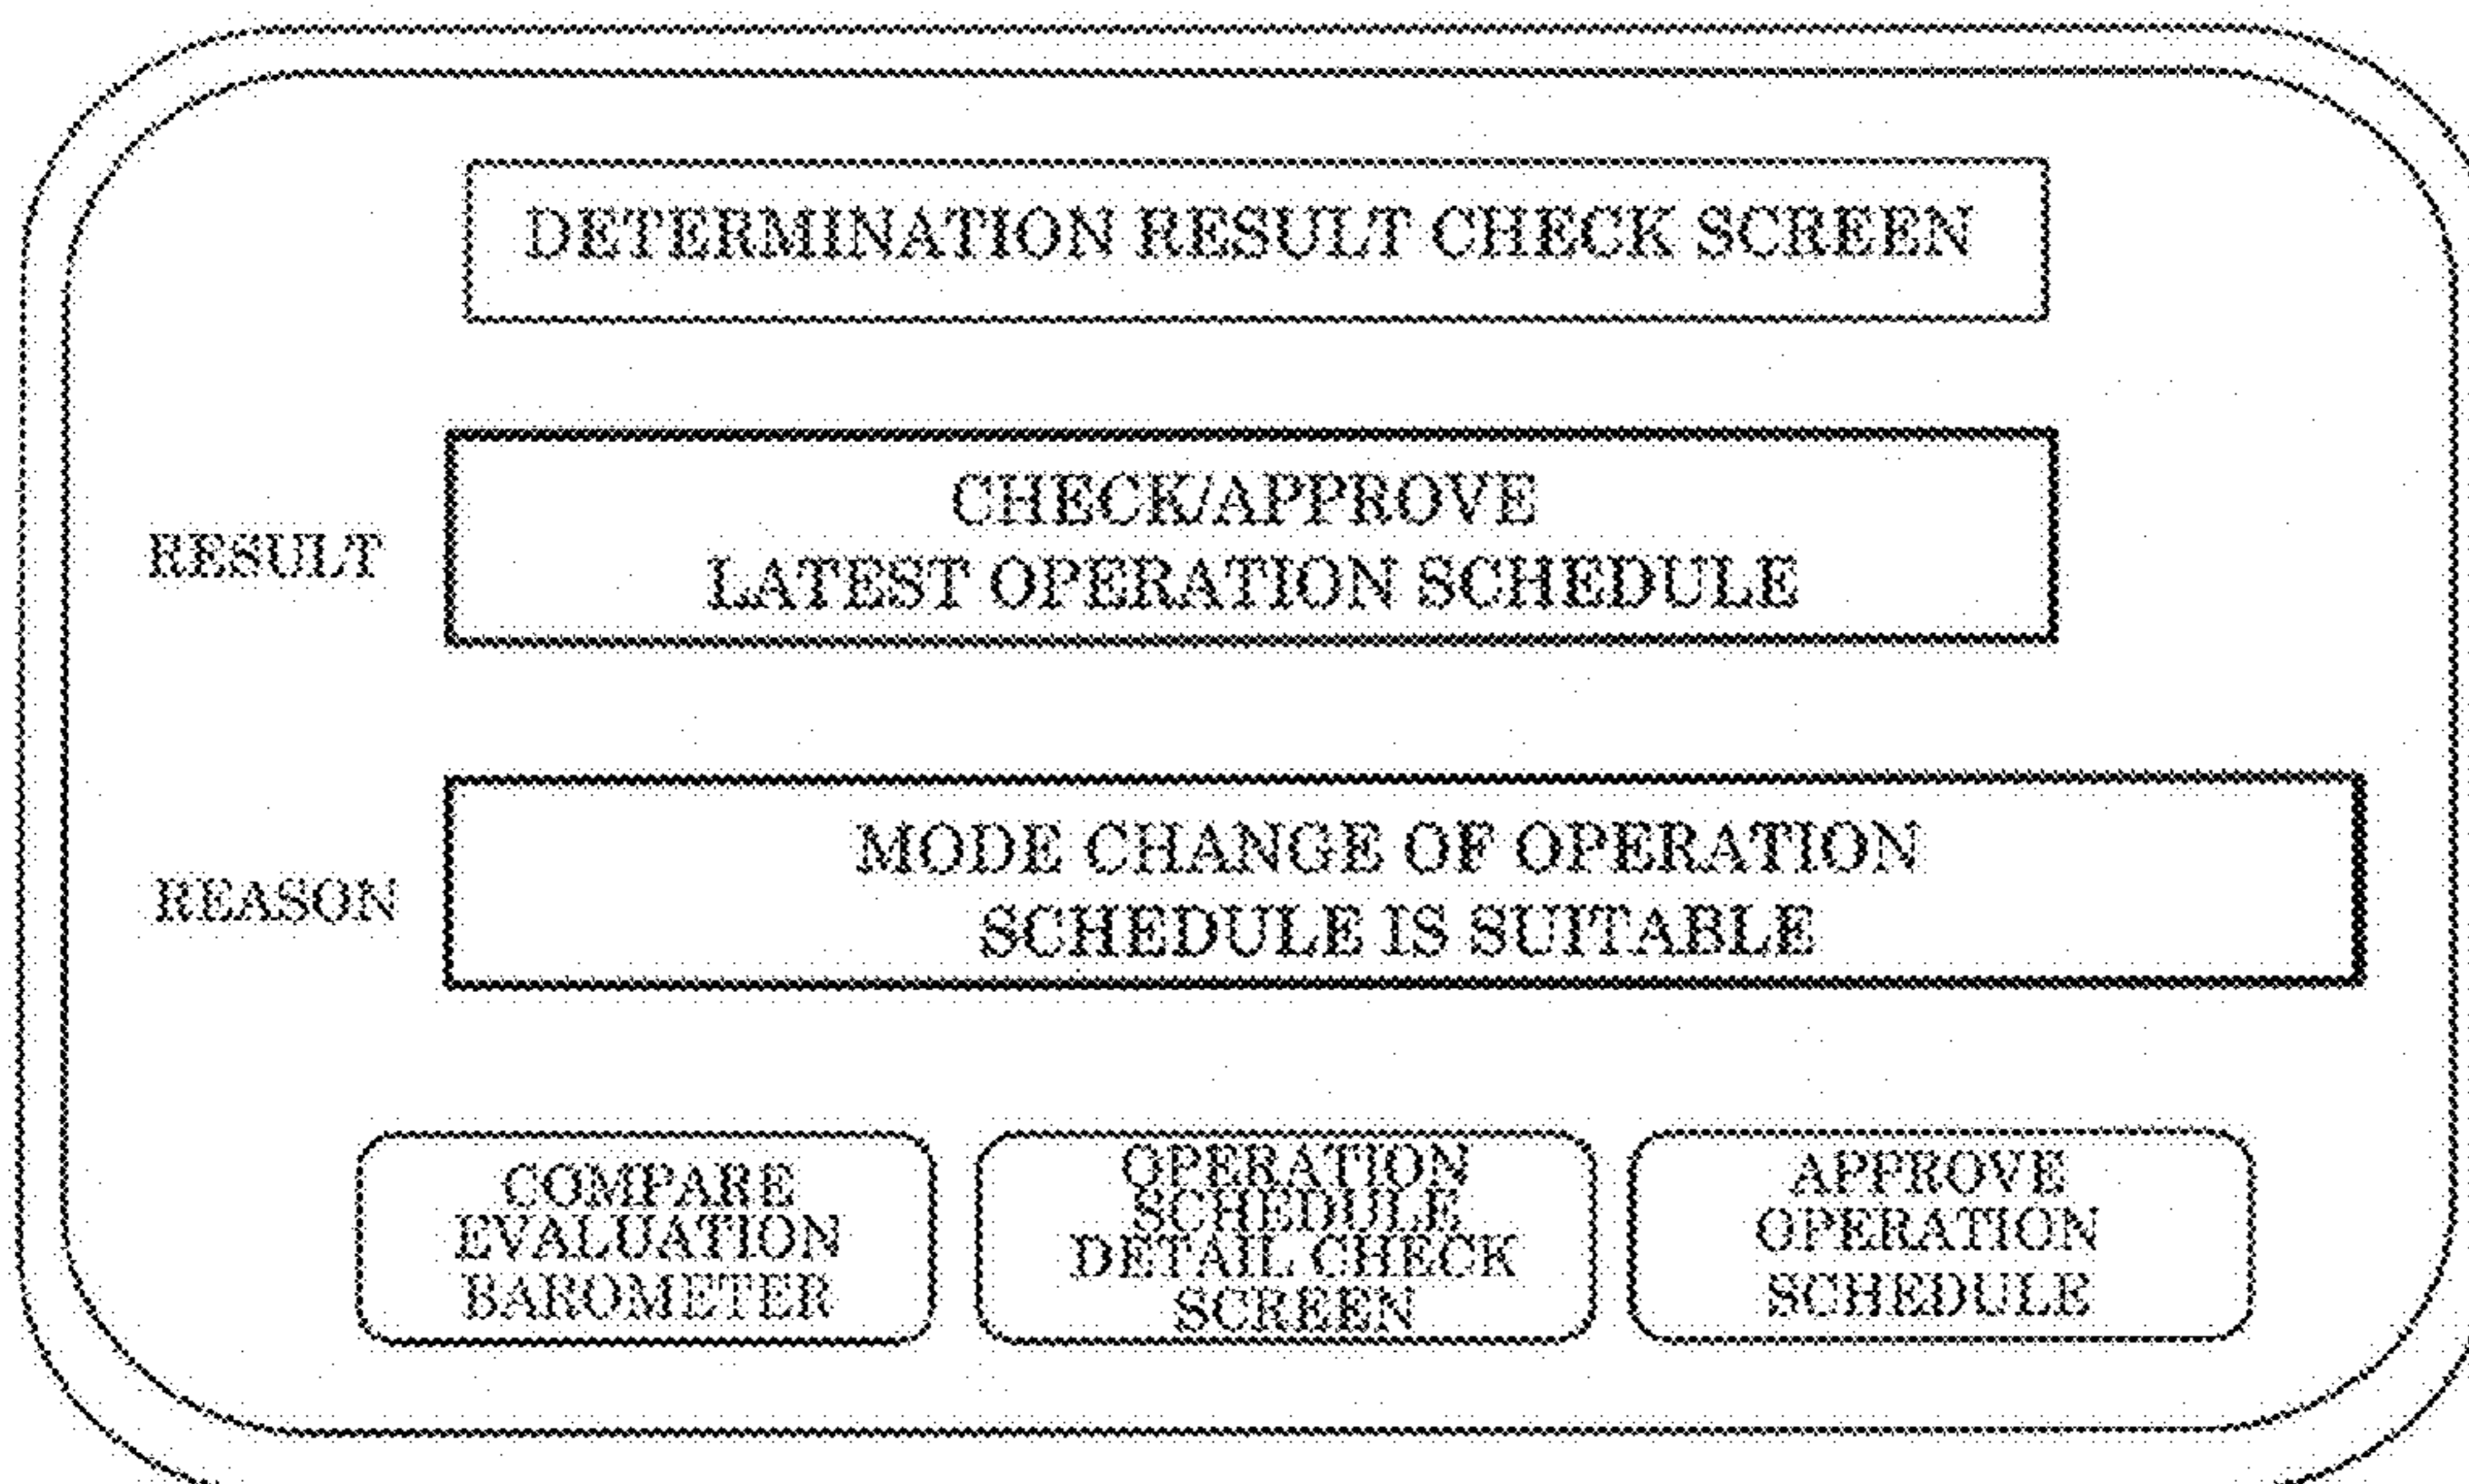 DETERMINATION RESULT CHECK SCREEN
RESULT
CHECK/APPROVE
LATEST OPERATION SCHEDULE
REASON
MODE CHANGE OF OPERATION
SCHEDULE IS SUITABLE
COMPARE
EVALUATION
BAROMETER
OPERATION
SCHEDULE
DETAIL CHECK
SCREEN
APPROVE
OPERATION
SCHEDULE